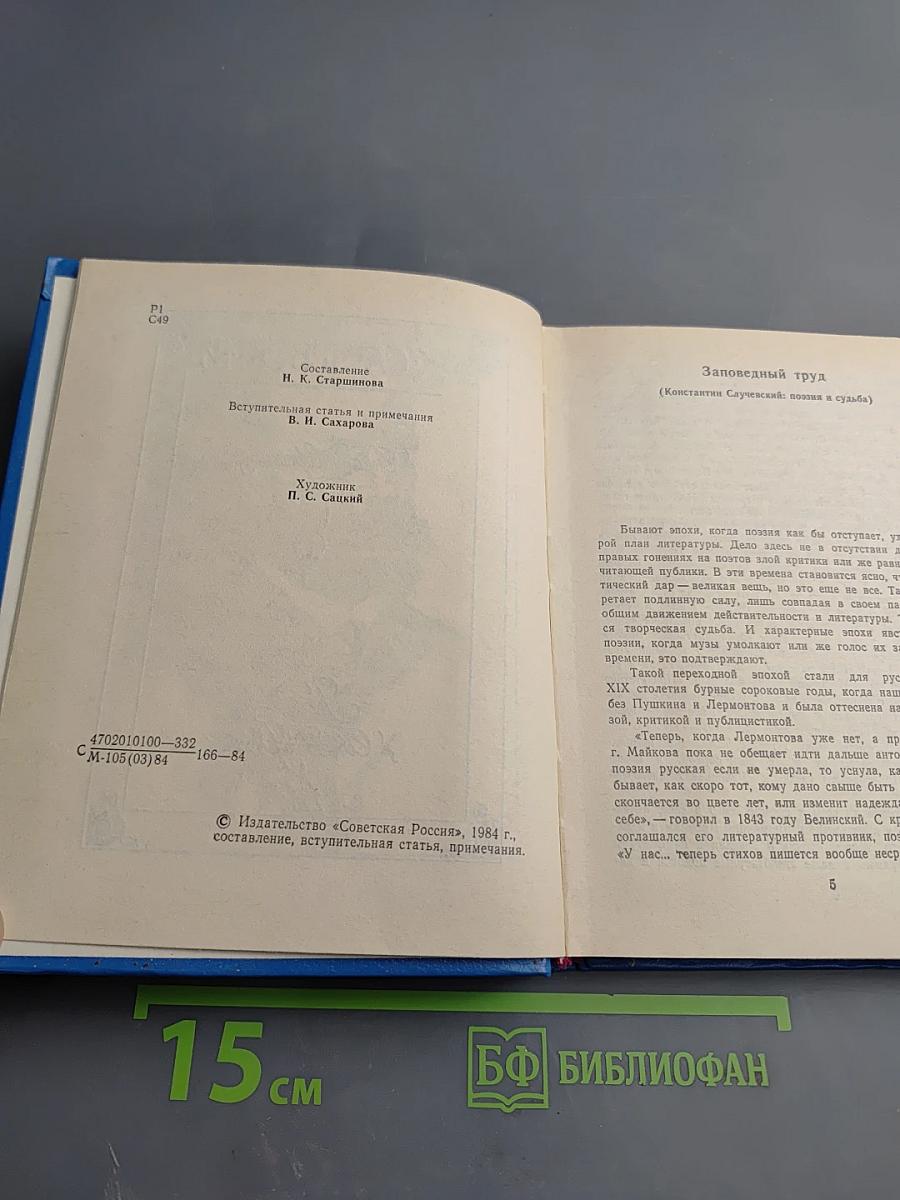 Р1
С49
Составление
Н. К. Старшинова
Вступительная статья и примечания
В. И. Сахарова
Художник
П. С. Сацкий
С 4702010100—332
М-105(03)84
166—84
© Издательство «Советская Россия», 1984 г.,
составление, вступительная статья, примечания.
Заповедный труд
(Константин Случевский: поэзия и судьба)
Бывают эпохи, когда поэзия как бы отступает,
рой план литературы. Дело здесь не в отсутствии
правых гонениях на поэтов злой критики или же
читающей публики. В эти времена становится ясно,
тический дар — великая вещь, но это еще не все.
ретает подлинную силу, лишь совпадая в своем
общим движением действительности и литературы.
ся творческая судьба. И характерные эпохи
поэзии, когда музы умолкают или же голос их
времени, это подтверждают.
Такой переходной эпохой стали для
XIX столетия бурные сороковые годы, когда
без Пушкина и Лермонтова и была оттеснена
зой, критикой и публицистикой.
«Теперь, когда Лермонтова уже нет, а
г. Майкова пока не обещает идти дальше
поэзия русская если не умерла, то уснула,
бывает, как скоро тот, кому дано свыше быть
скончается во цвете лет, или изменит
себе», — говорил в 1843 году Белинский. С
соглашался его литературный противник,
«У нас... теперь стихов пишется вообще
5
15 см
БФ БИБ�лиОФАН